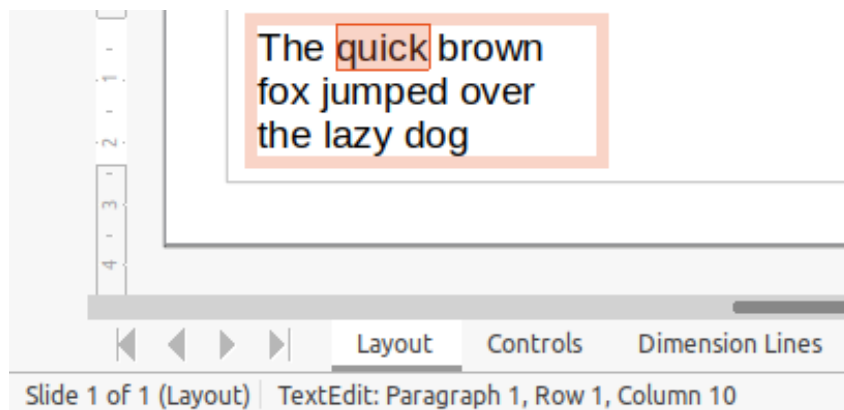 The quick brown
fox jumped over
the lazy dog
1
2
3
4
Layout Controls Dimension Lines
Slide 1 of 1 (Layout) TextEdit: Paragraph 1, Row 1, Column 10